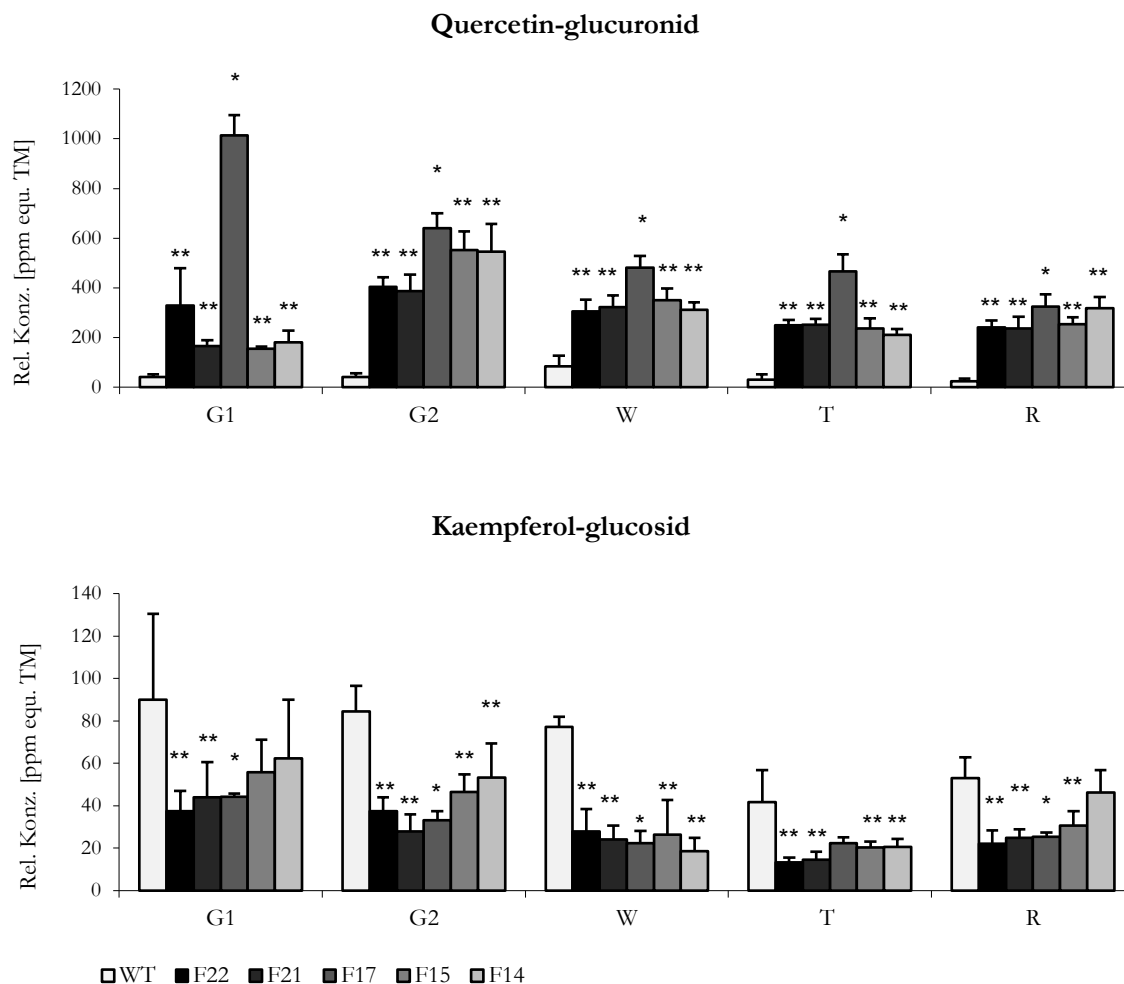 Quercetin-glucuronid
Rel. Konz. [ppm equ. TM]
1200
1000
800
600
400
200
0
*
** ** ** **
** ** * ** **
** ** * ** **
** ** * ** **
** ** * ** **
G1 G2 W T R
Kaempferol-glucosid
Rel. Konz. [ppm equ. TM]
140
120
100
80
60
40
20
0
** ** *
** ** * ** **
** ** * ** **
** ** ** **
** ** * **
G1 G2 W T R
WT F22 F21 F17 F15 F14